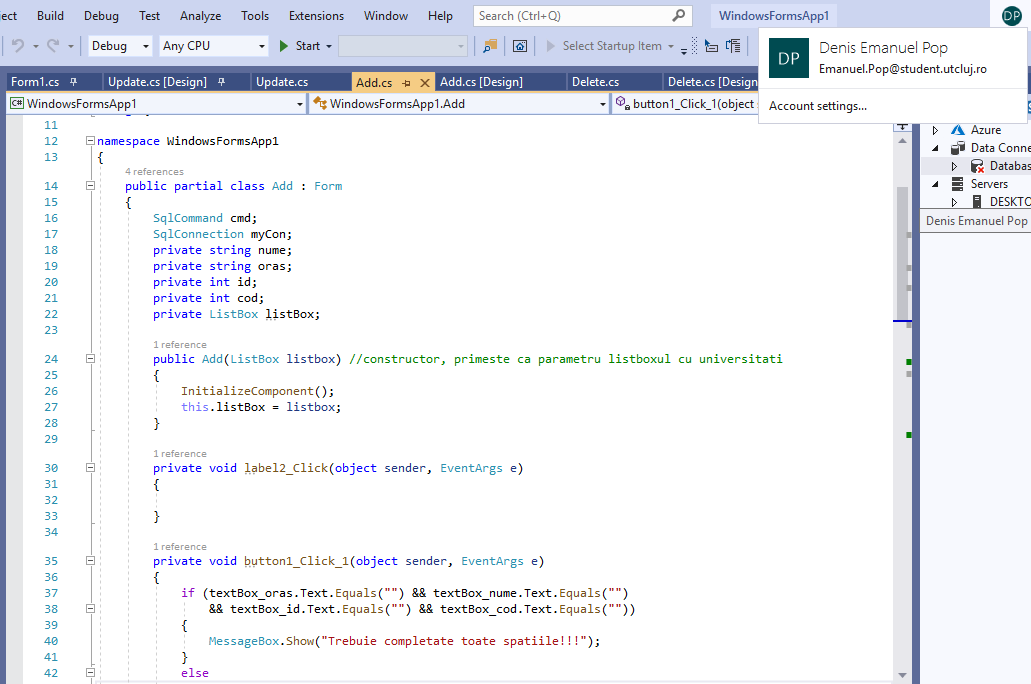 ect Build Debug Test Analyze Tools Extensions Window Help Search (Ctrl+Q) WindowsFormsApp1 DP
Debug Any CPU Start Select Startup Item
DP Denis Emanuel Pop
Emanuel.Pop@student.utcluj.ro
Account settings...
Form1.cs Update.cs [Design] Update.cs Add.cs Add.cs [Design] Delete.cs Delete.cs [Design
C# WindowsFormsApp1 WindowsFormsApp1.Add button1_Click_1(object
Azure
Data Conne
Databas
Servers
DESKTO
Denis Emanuel Pop
11
12 namespace WindowsFormsApp1
13 {
4 references
14 public partial class Add : Form
15 {
16 SqlCommand cmd;
17 SqlConnection myCon;
18 private string nume;
19 private string oras;
20 private int id;
21 private int cod;
22 private ListBox listBox;
23
1 reference
24 public Add(ListBox listbox) //constructor, primeste ca parametru listboxul cu universitati
25 {
26 InitializeComponent();
27 this.listBox = listbox;
28 }
29
1 reference
30 private void label2_Click(object sender, EventArgs e)
31 {
32
33 }
34
1 reference
35 private void button1_Click_1(object sender, EventArgs e)
36 {
37 if (textBox_oras.Text.Equals("") && textBox_nume.Text.Equals("")
38 && textBox_id.Text.Equals("") && textBox_cod.Text.Equals(""))
39 {
40 MessageBox.Show("Trebuie completate toate spatiile!!!");
41 }
42 else